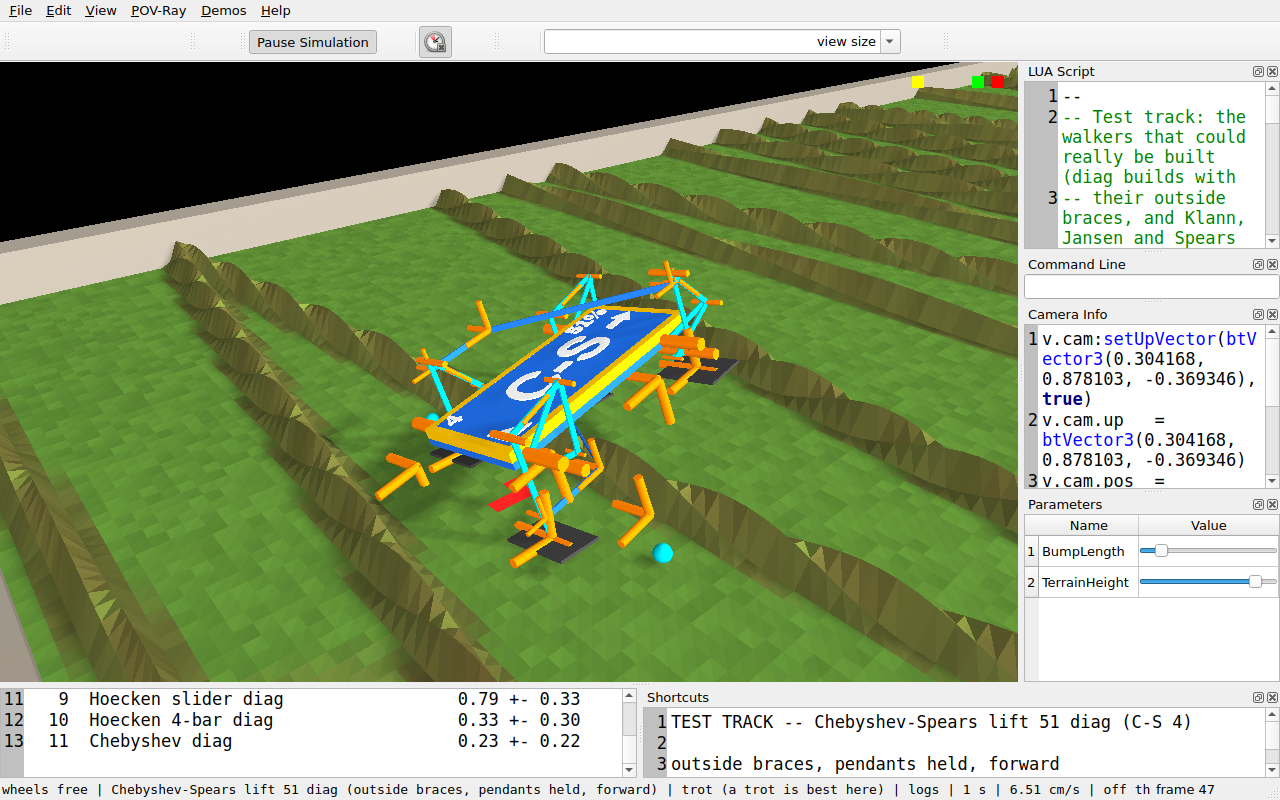 File Edit View POV-Ray Demos Help
Pause Simulation
view size
LUA Script
1 --
2 -- Test track: the
walkers that could
really be built
(diag builds with
3 -- their outside
braces, and Klann,
Jansen and Spears
Command Line
Camera Info
1 v.cam:setUpVector(btV
ector3(0.304168,
0.878103, -0.369346),
true)
2 v.cam.up   =
btVector3(0.304168,
0.878103, -0.369346)
3 v.cam.pos  =
Parameters
Name Value
1 BumpLength
2 TerrainHeight
C-S
4
11 9 Hoecken slider diag 0.79 +- 0.33
12 10 Hoecken 4-bar diag 0.33 +- 0.30
13 11 Chebyshev diag 0.23 +- 0.22
Shortcuts
1 TEST TRACK -- Chebyshev-Spears lift 51 diag (C-S 4)
2
3 outside braces, pendants held, forward
wheels free | Chebyshev-Spears lift 51 diag (outside braces, pendants held, forward) | trot (a trot is best here) | logs | 1 s | 6.51 cm/s | off th frame 47